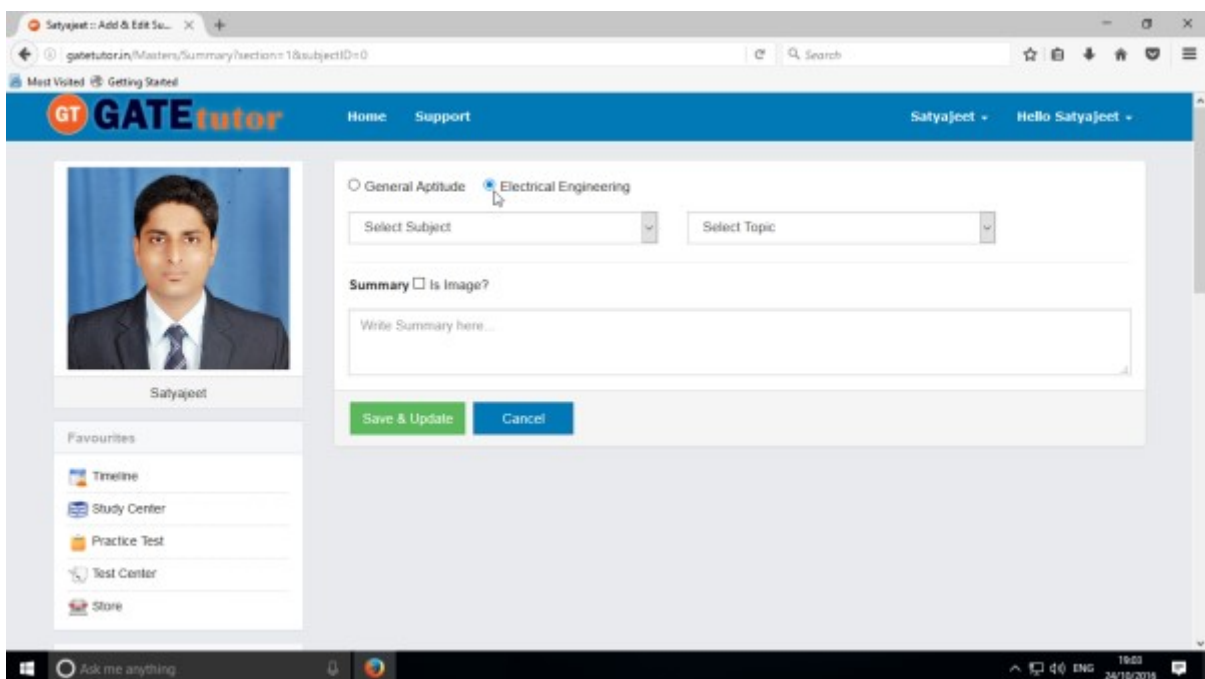 Satyajeet :: Add & Edit Su...
gatetutor.in/Masters/Summary?section=1&subjectID=0
Search
Most Visited Getting Started
GT GATEtutor Home Support Satyajeet Hello Satyajeet
General Aptitude Electrical Engineering
Select Subject Select Topic
Summary Is Image?
Write Summary here...
Satyajeet
Save & Update Cancel
Favourites
Timeline
Study Center
Practice Test
Test Center
Store
Ask me anything ENG 19:03
24/10/2016